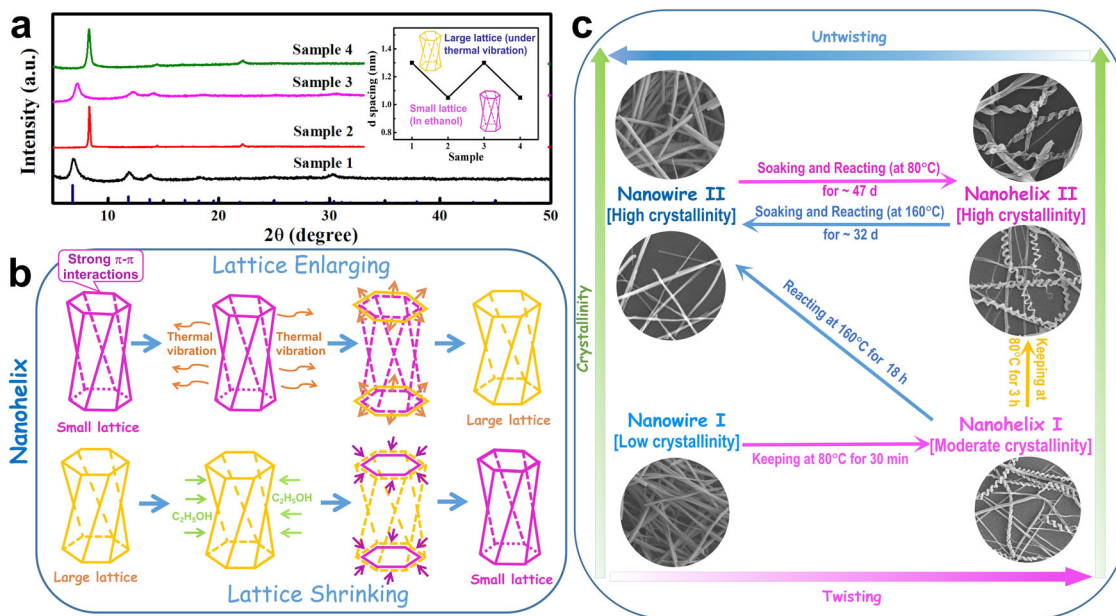 a
Intensity (a.u.)
Sample 4
Sample 3
Sample 2
Sample 1
5 10 15 20 25 30 35 40 45 50
2θ (degree)
d spacing (nm)
1.4
1.2
1.0
0.8
Large lattice (under
thermal vibration)
Small lattice
(In ethanol)
1 2 3 4
Sample
b
Nanohelix
Lattice Enlarging
Strong π-π
interactions
Thermal
vibration
Thermal
vibration
Small lattice
Large lattice
C₂H₅OH
C₂H₅OH
Large lattice
Small lattice
Lattice Shrinking
c
Untwisting
Crystallinity
Nanowire II
[High crystallinity]
Soaking and Reacting (at 80°C)
for ~ 47 d
Soaking and Reacting (at 160°C)
for ~ 32 d
Nanohelix II
[High crystallinity]
Reacting at 160°C for 18 h
Keeping at
80°C for 3 h
Nanowire I
[Low crystallinity]
Keeping at 80°C for 30 min
Nanohelix I
[Moderate crystallinity]
Twisting